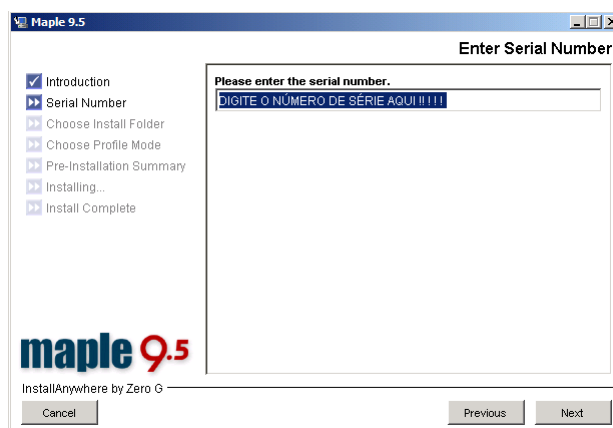 Maple 9.5
Enter Serial Number
Introduction
Serial Number
Choose Install Folder
Choose Profile Mode
Pre-Installation Summary
Installing...
Install Complete
Please enter the serial number.
DIGITE O NÚMERO DE SÉRIE AQUI !! ! ! !
maple 9.5
InstallAnywhere by Zero G
Cancel
Previous
Next